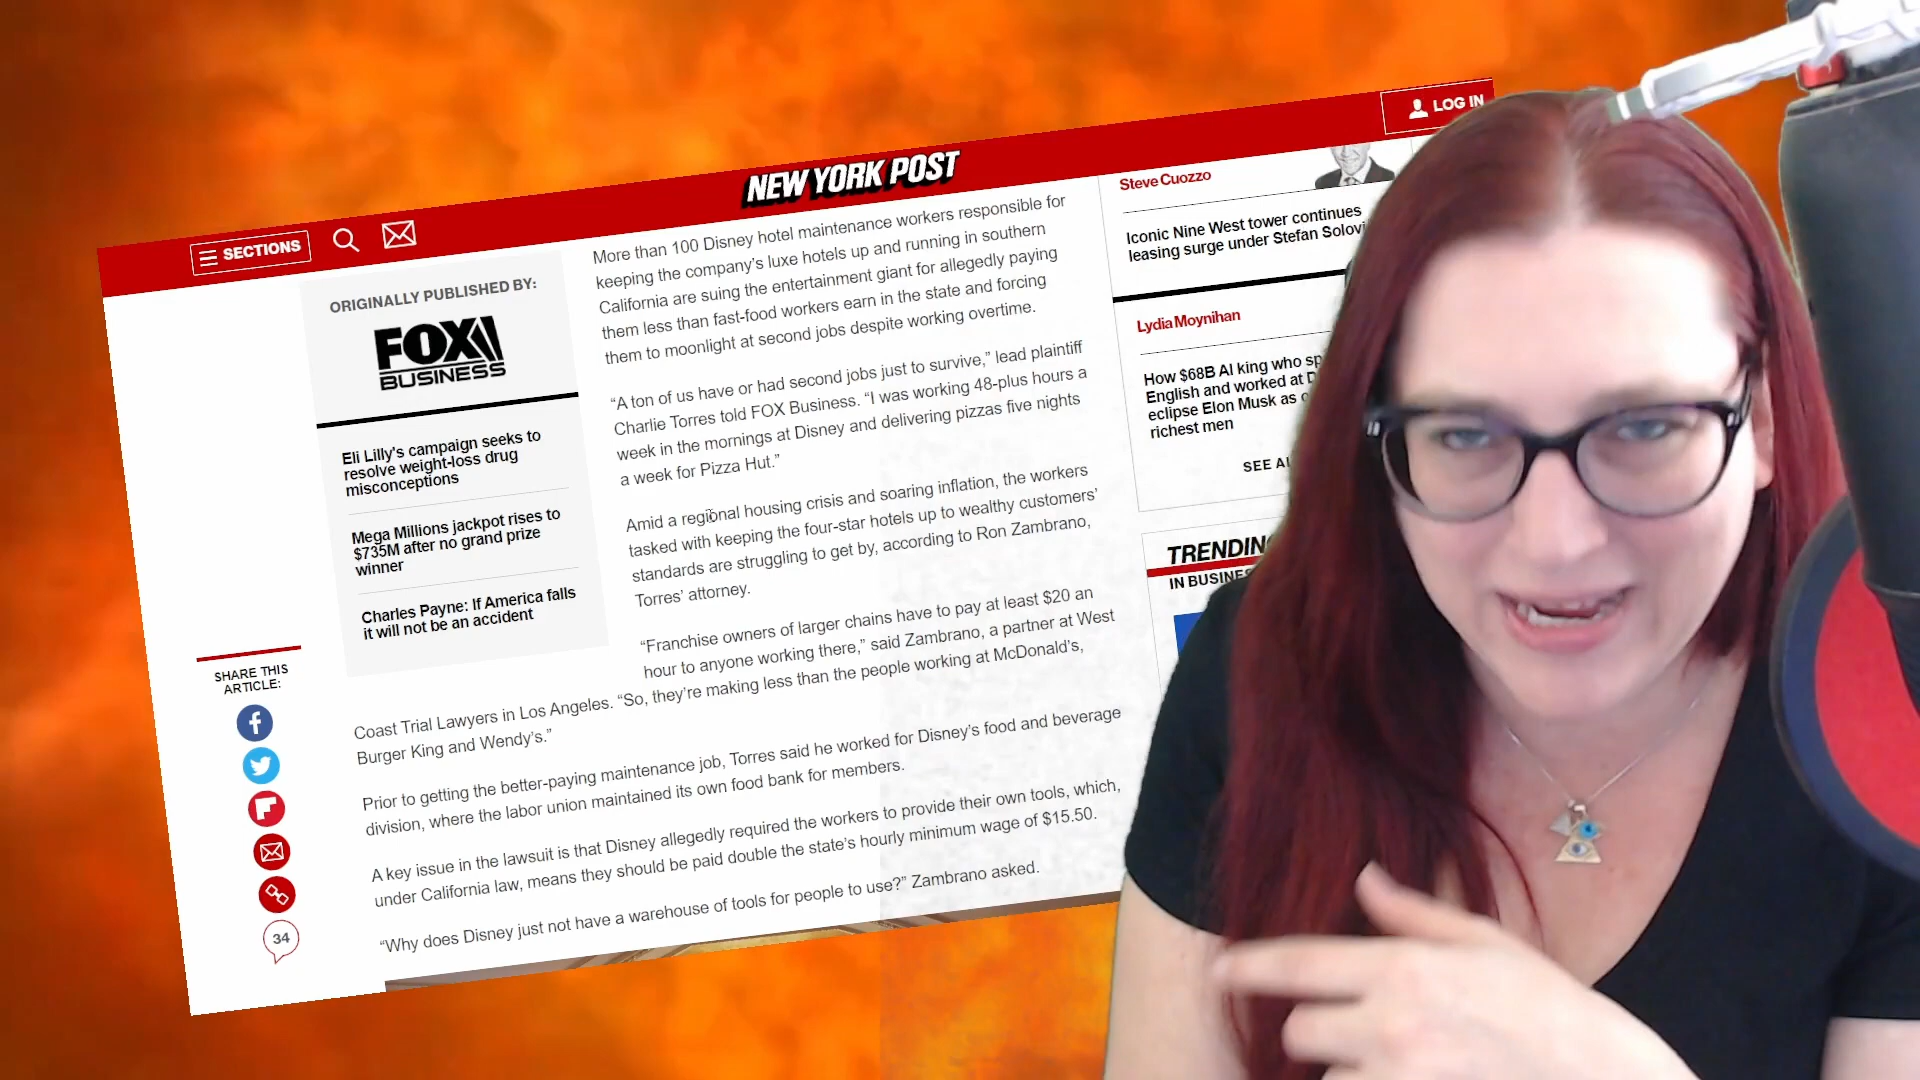 LOG IN
NEW YORK POST
SECTIONS
ORIGINALLY PUBLISHED BY:
FOX
BUSINESS
Eli Lilly's campaign seeks to
resolve weight-loss drug
misconceptions
Mega Millions jackpot rises to
$735M after no grand prize
winner
Charles Payne: If America falls
it will not be an accident
SHARE THIS
ARTICLE:
34
More than 100 Disney hotel maintenance workers responsible for
keeping the company's luxe hotels up and running in southern
California are suing the entertainment giant for allegedly paying
them less than fast-food workers earn in the state and forcing
them to moonlight at second jobs despite working overtime.
“A ton of us have or had second jobs just to survive,” lead plaintiff
Charlie Torres told FOX Business. “I was working 48-plus hours a
week in the mornings at Disney and delivering pizzas five nights
a week for Pizza Hut.”
Amid a regional housing crisis and soaring inflation, the workers
tasked with keeping the four-star hotels up to wealthy customers’
standards are struggling to get by, according to Ron Zambrano,
Torres’ attorney.
“Franchise owners of larger chains have to pay at least $20 an
hour to anyone working there,” said Zambrano, a partner at West
Coast Trial Lawyers in Los Angeles. “So, they’re making less than the people working at McDonald’s,
Burger King and Wendy’s.”
Prior to getting the better-paying maintenance job, Torres said he worked for Disney’s food and beverage
division, where the labor union maintained its own food bank for members.
A key issue in the lawsuit is that Disney allegedly required the workers to provide their own tools, which,
under California law, means they should be paid double the state’s hourly minimum wage of $15.50.
“Why does Disney just not have a warehouse of tools for people to use?” Zambrano asked.
Steve Cuozzo
Iconic Nine West tower continues
leasing surge under Stefan Solovi
Lydia Moynihan
How $68B AI king who sp
English and worked at D
eclipse Elon Musk as
richest men
SEE AL
TRENDING
IN BUSINES